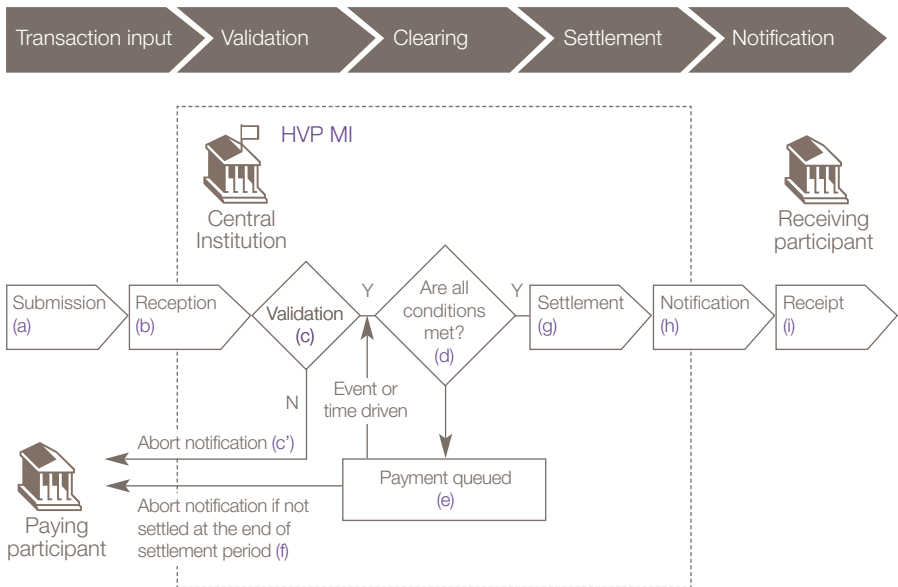 Transaction input
Validation
Clearing
Settlement
Notification
HVP MI
Central
Institution
Receiving
participant
Submission
(a)
Reception
(b)
Validation
(c)
Y
Are all
conditions
met?
(d)
Y
Settlement
(g)
Notification
(h)
Receipt
(i)
N
Event or
time driven
Abort notification (c’)
Payment queued
(e)
Abort notification if not
settled at the end of
settlement period (f)
Paying
participant